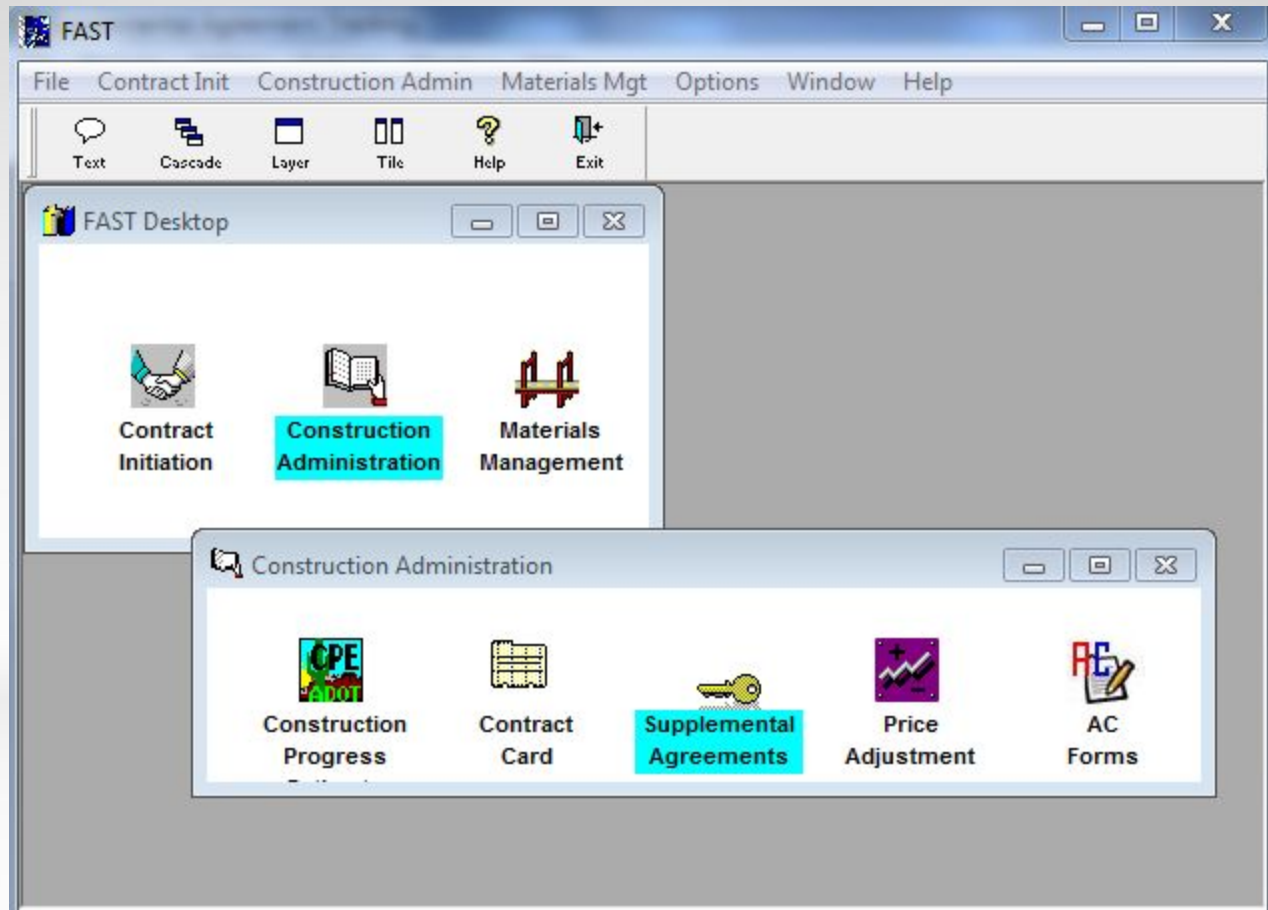 FAST
File Contract Init Construction Admin Materials Mgt Options Window Help
Text Cascade Layer Tile Help Exit
FAST Desktop
Contract Initiation
Construction Administration
Materials Management
Construction Administration
CPE
ADOT
Construction Progress
Contract Card
Supplemental Agreements
Price Adjustment
AC
AC Forms